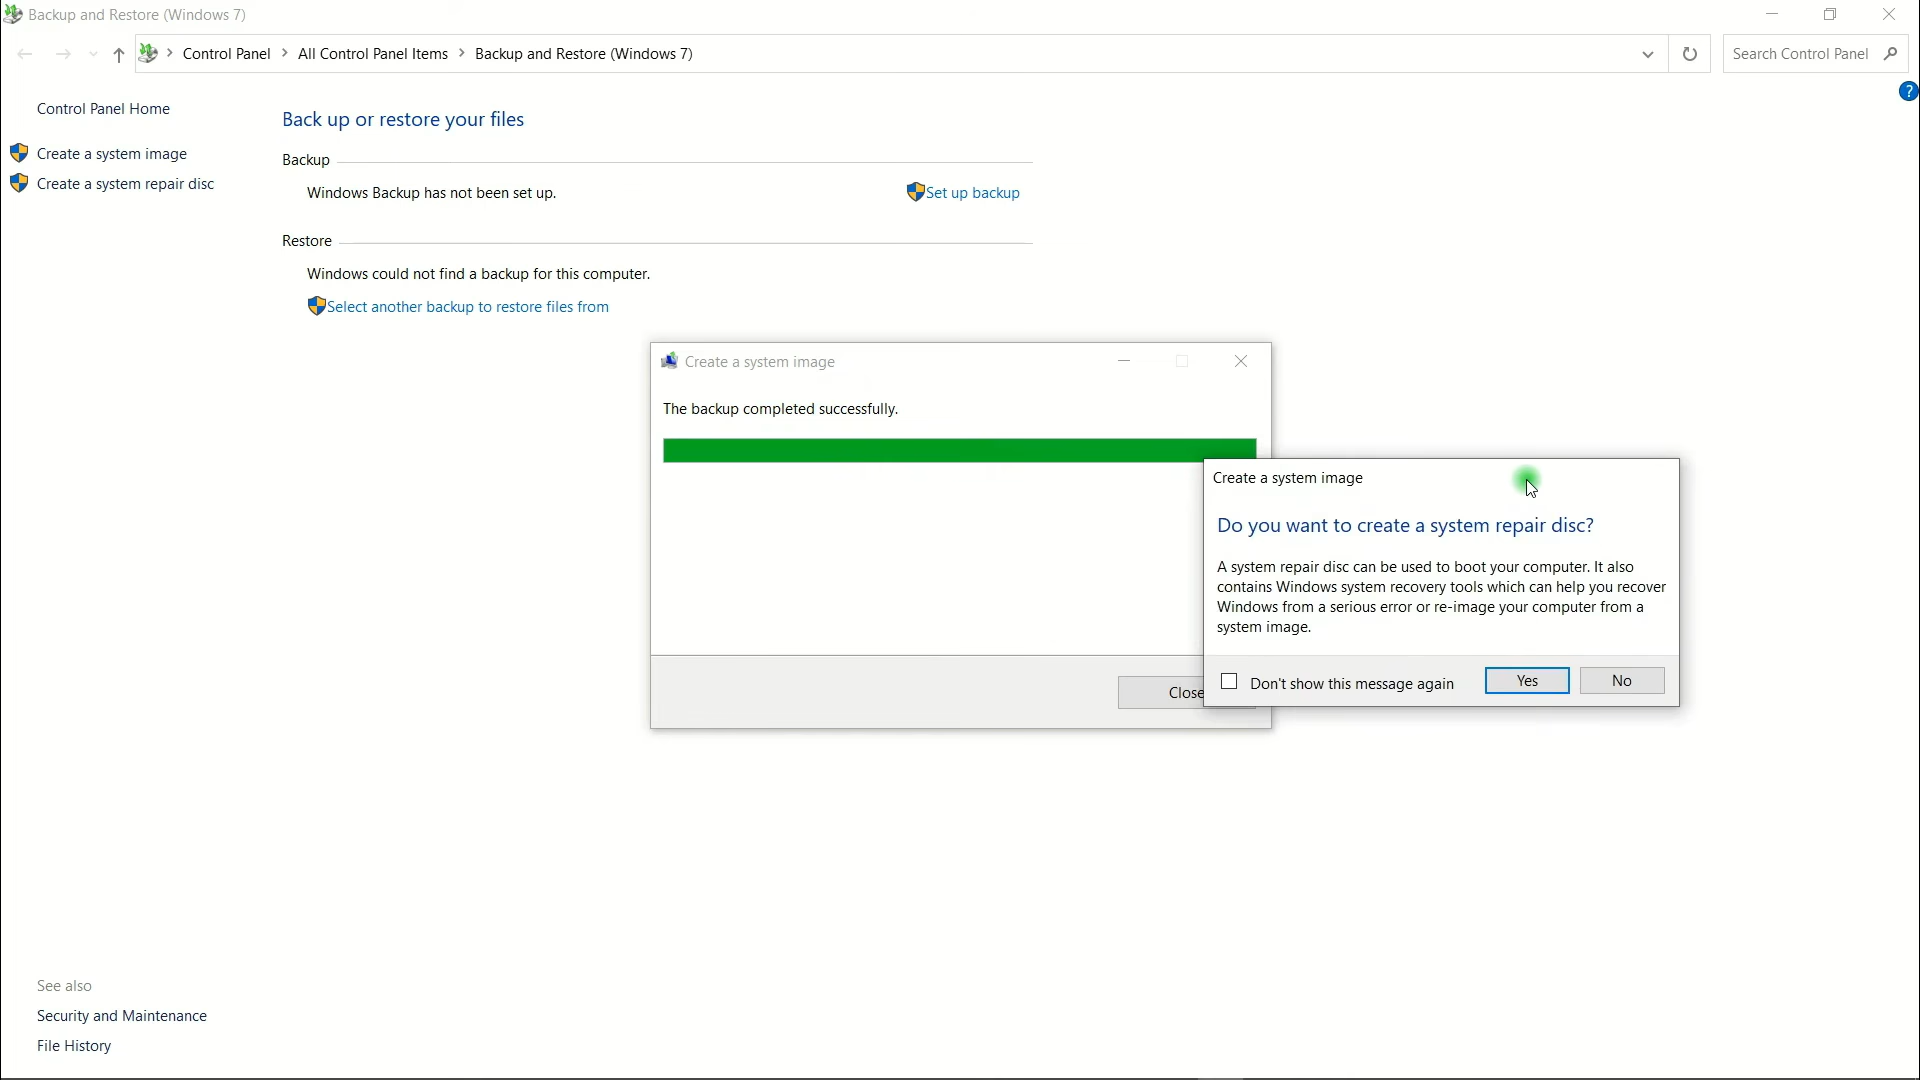 Backup and Restore (Windows 7)
Control Panel
All Control Panel Items
Backup and Restore (Windows 7)
Search Control Panel
?
Control Panel Home
Create a system image
Create a system repair disc
Back up or restore your files
Backup
Windows Backup has not been set up.
Set up backup
Restore
Windows could not find a backup for this computer.
Select another backup to restore files from
Create a system image
The backup completed successfully.
Close
Create a system image
Do you want to create a system repair disc?
A system repair disc can be used to boot your computer. It also
contains Windows system recovery tools which can help you recover
Windows from a serious error or re-image your computer from a
system image.
Don't show this message again
Yes
No
See also
Security and Maintenance
File History